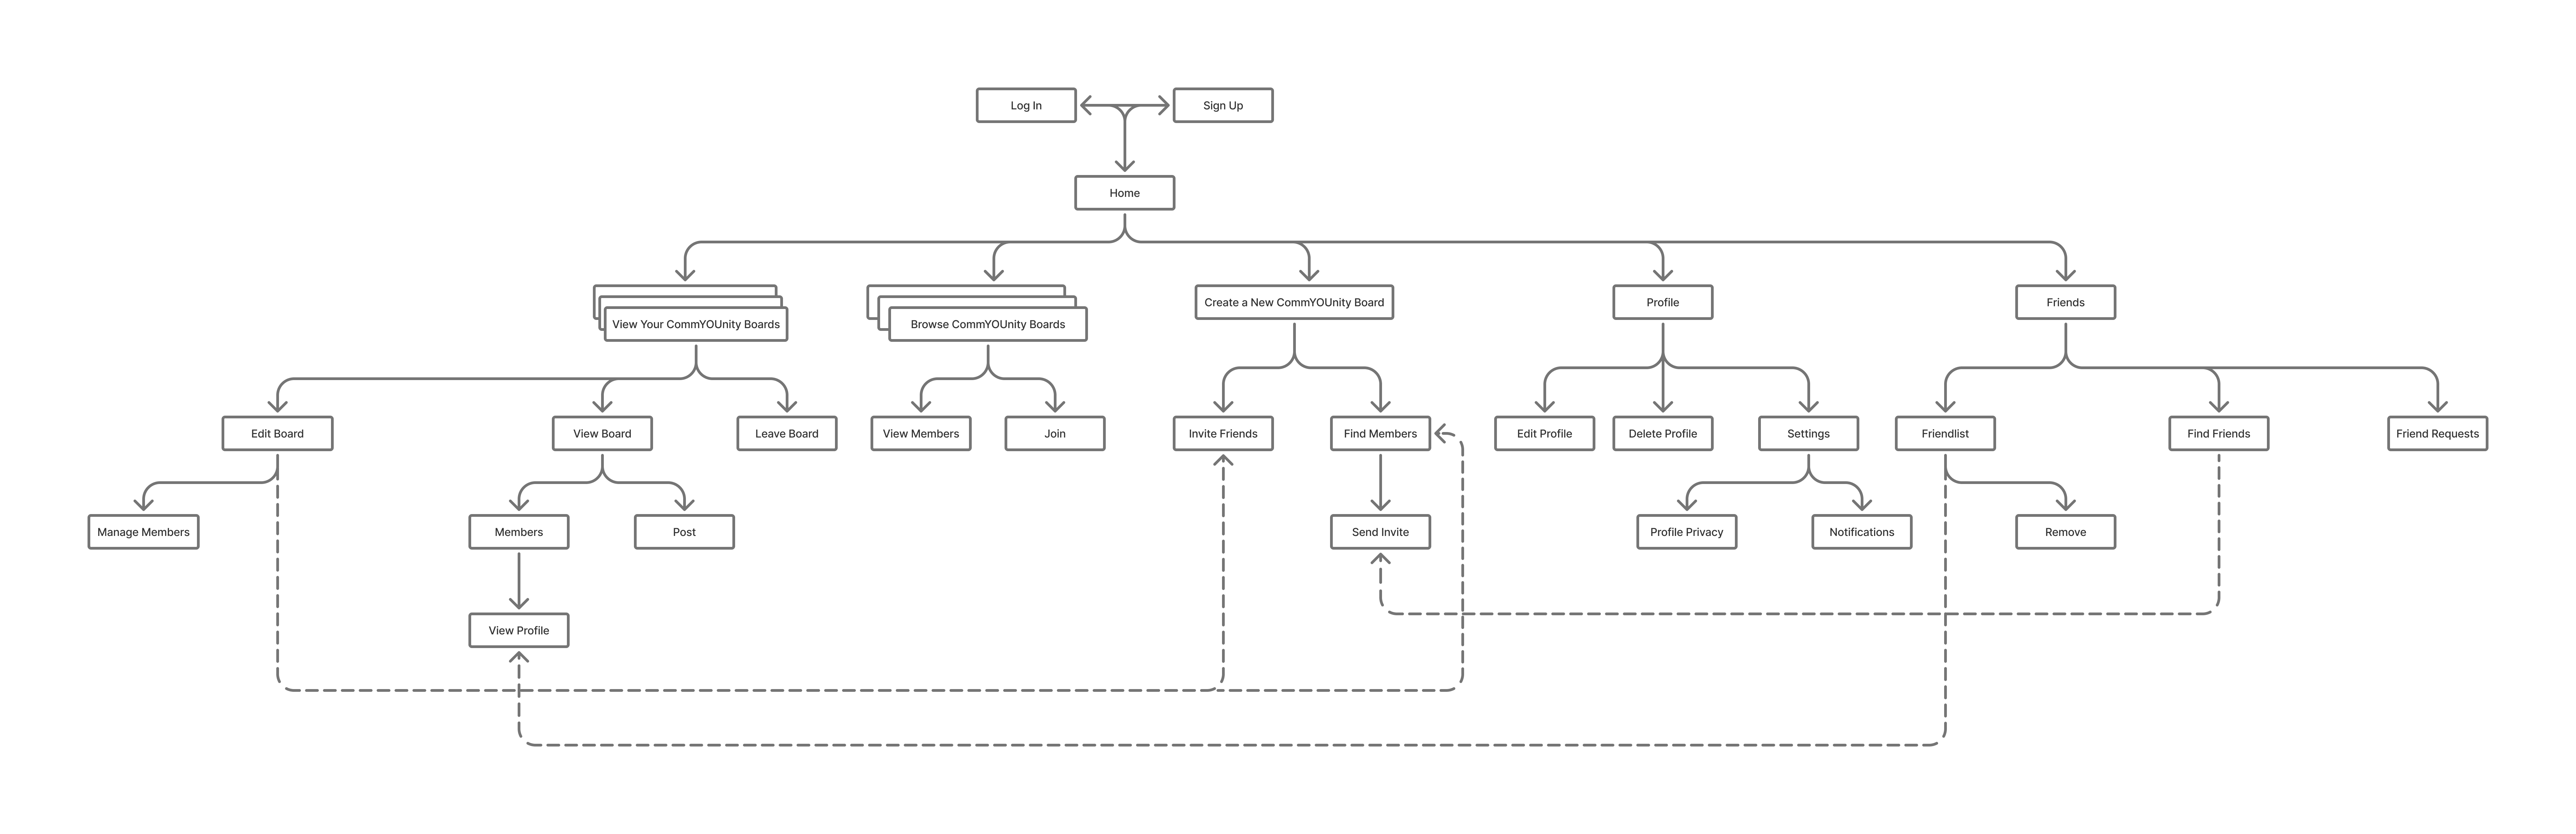 Log In
Sign Up
Home
View Your CommYOUnity Boards
Browse CommYOUnity Boards
Create a New CommYOUnity Board
Profile
Friends
Edit Board
View Board
Leave Board
View Members
Join
Invite Friends
Find Members
Edit Profile
Delete Profile
Settings
Friendlist
Find Friends
Friend Requests
Manage Members
Members
Post
Send Invite
Profile Privacy
Notifications
Remove
View Profile